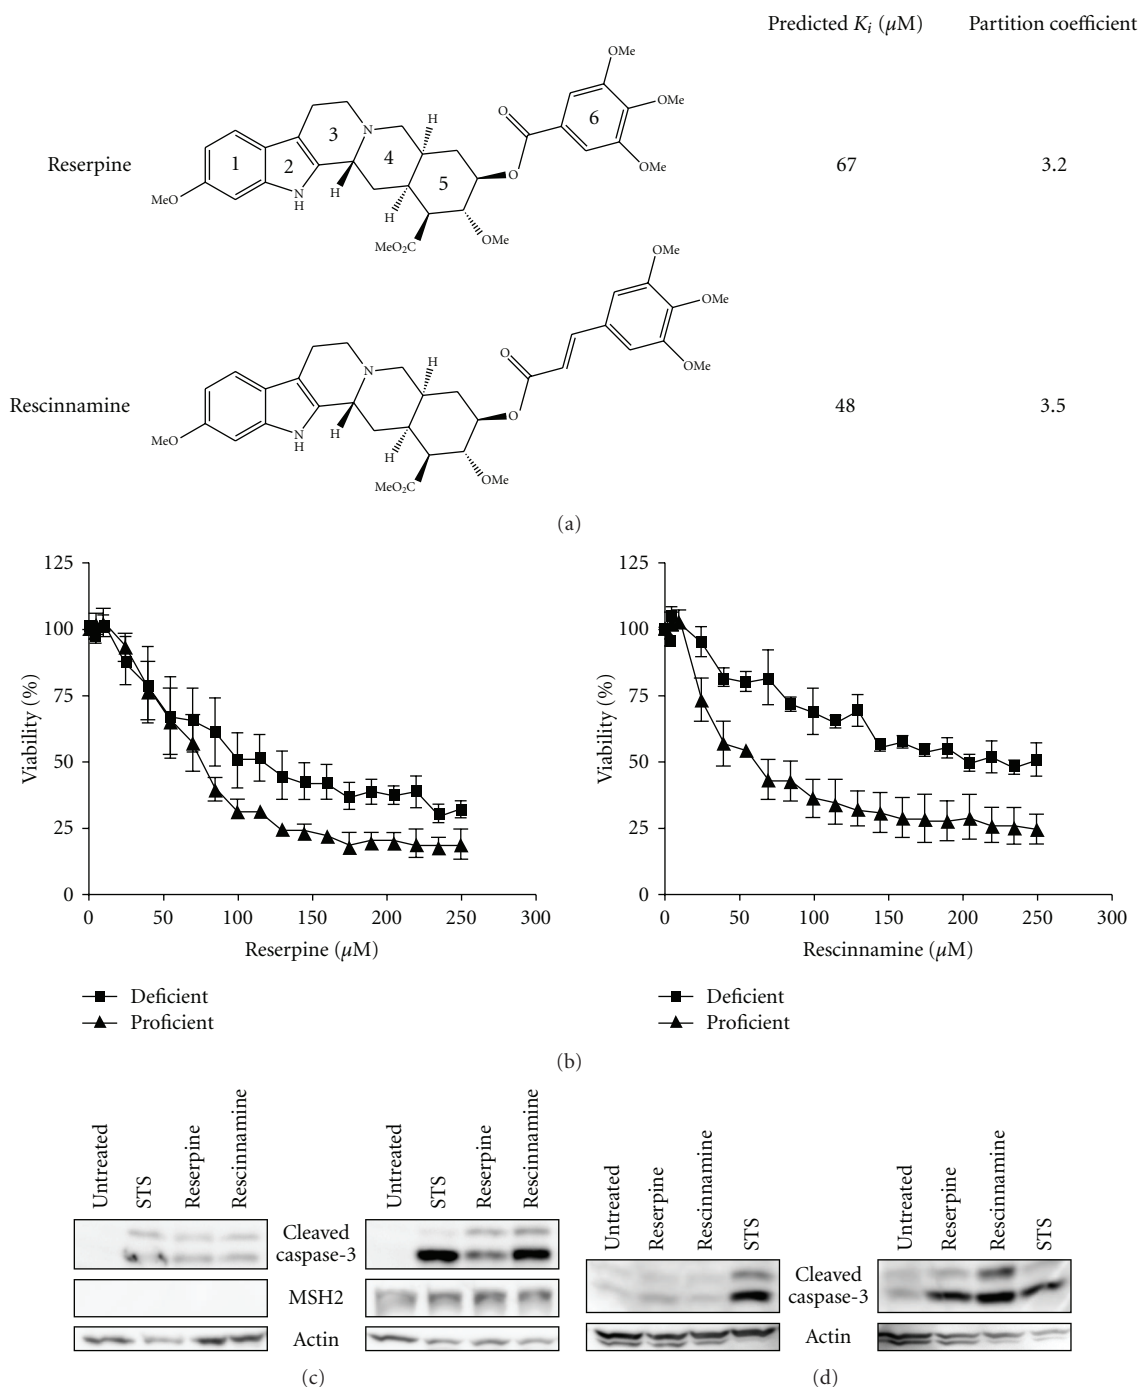 Predicted Ki (μM) Partition coefficient
Reserpine
1
2
3
4
5
6
N
N
H
H
H
H
O
O
MeO
MeO₂C
OMe
OMe
OMe
OMe
67
3.2
Rescinnamine
N
N
H
H
H
H
O
O
MeO
MeO₂C
OMe
OMe
OMe
OMe
48
3.5
(a)
125
100
75
50
25
0
Viability (%)
0 50 100 150 200 250 300
Reserpine (μM)
Deficient
Proficient
125
100
75
50
25
0
Viability (%)
0 50 100 150 200 250 300
Rescinnamine (μM)
Deficient
Proficient
(b)
Untreated
STS
Reserpine
Rescinnamine
Cleaved
caspase-3
MSH2
Actin
Untreated
STS
Reserpine
Rescinnamine
(c)
Untreated
Reserpine
Rescinnamine
STS
Cleaved
caspase-3
Actin
Untreated
Reserpine
Rescinnamine
STS
(d)